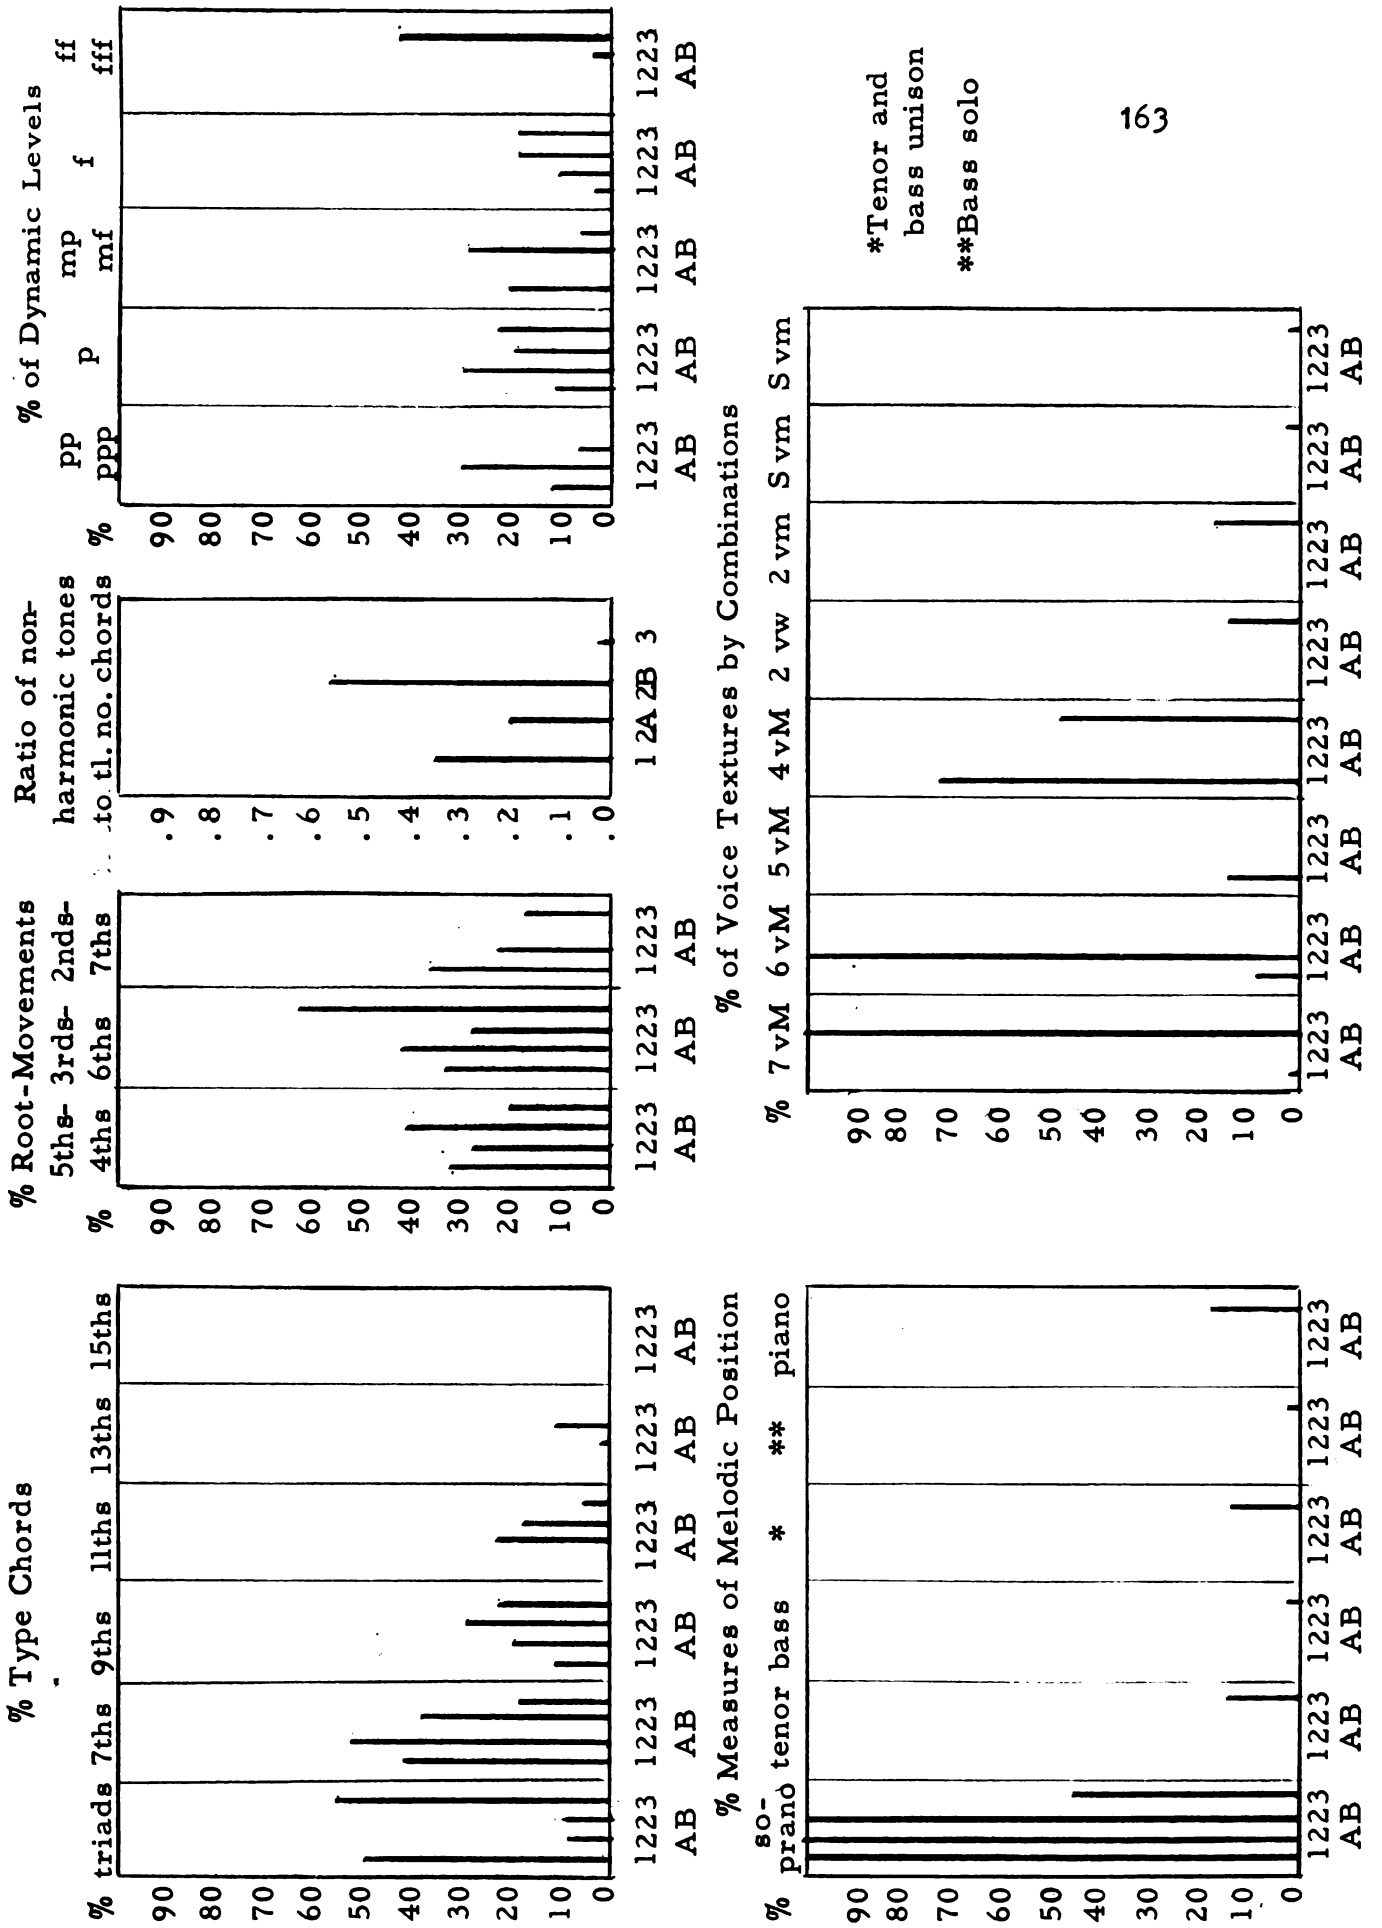 % Type Chords
% triads 7ths 9ths 11ths 13ths 15ths
90
80
70
60
50
40
30
20
10
0
1223 1223 1223 1223 1223 1223
AB AB AB AB AB AB
% Root-Movements
5ths- 3rds- 2nds-
% 4ths 6ths 7ths
90
80
70
60
50
40
30
20
10
0
1223 1223 1223
AB AB AB
Ratio of non-
harmonic tones
to tl. no. chords
.9
.8
.7
.6
.5
.4
.3
.2
.1
0
1 2A 2B 3
% of Dynamic Levels
pp p mp f ff
% ppp mf fff
90
80
70
60
50
40
30
20
10
0
1223 1223 1223 1223 1223
AB AB AB AB AB
% Measures of Melodic Position
so-
% prano tenor bass * ** piano
90
80
70
60
50
40
30
20
10
0
1223 1223 1223 1223 1223 1223
AB AB AB AB AB AB
% of Voice Textures by Combinations
% 7 vM 6 vM 5 vM 4 vM 2 vw 2 vm S vm S vm
90
80
70
60
50
40
30
20
10
0
1223 1223 1223 1223 1223 1223 1223 1223
AB AB AB AB AB AB AB AB
*Tenor and
bass unison
**Bass solo
163